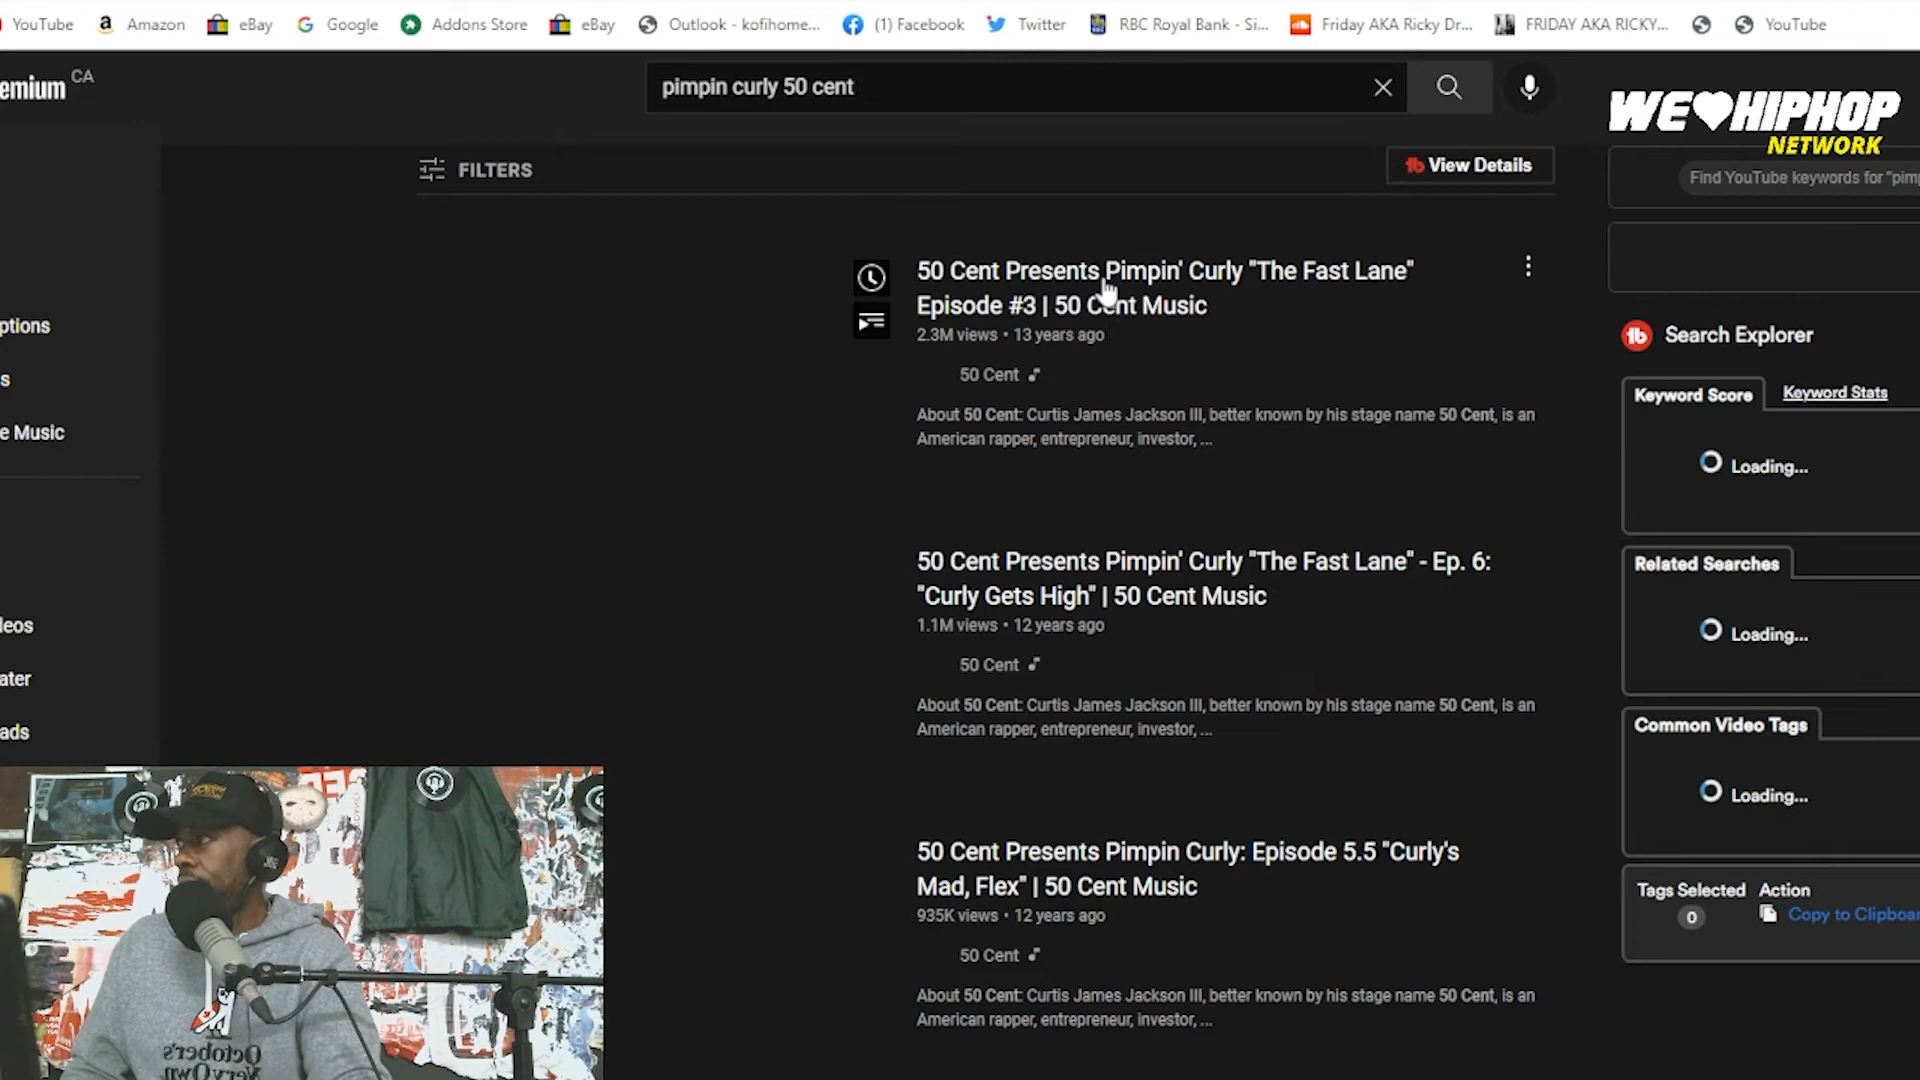 YouTube Amazon eBay Google Addons Store eBay Outlook - kofihome... (1) Facebook Twitter RBC Royal Bank - Si... Friday AKA Ricky Dr... FRIDAY AKA RICKY... YouTube
emium CA
pimpin curly 50 cent
WE HIPHOP
NETWORK
FILTERS
View Details
Find YouTube keywords for "pimp
50 Cent Presents Pimpin' Curly "The Fast Lane"
Episode #3 | 50 Cent Music
2.3M views • 13 years ago
50 Cent
About 50 Cent: Curtis James Jackson III, better known by his stage name 50 Cent, is an
American rapper, entrepreneur, investor, ...
ptions
s
e Music
50 Cent Presents Pimpin' Curly "The Fast Lane" - Ep. 6:
"Curly Gets High" | 50 Cent Music
1.1M views • 12 years ago
50 Cent
About 50 Cent: Curtis James Jackson III, better known by his stage name 50 Cent, is an
American rapper, entrepreneur, investor, ...
leos
ater
ads
50 Cent Presents Pimpin Curly: Episode 5.5 "Curly's
Mad, Flex" | 50 Cent Music
935K views • 12 years ago
50 Cent
About 50 Cent: Curtis James Jackson III, better known by his stage name 50 Cent, is an
American rapper, entrepreneur, investor, ...
Search Explorer
Keyword Score Keyword Stats
Loading...
Related Searches
Loading...
Common Video Tags
Loading...
Tags Selected Action
0 Copy to Clipboar
October's
Very Own